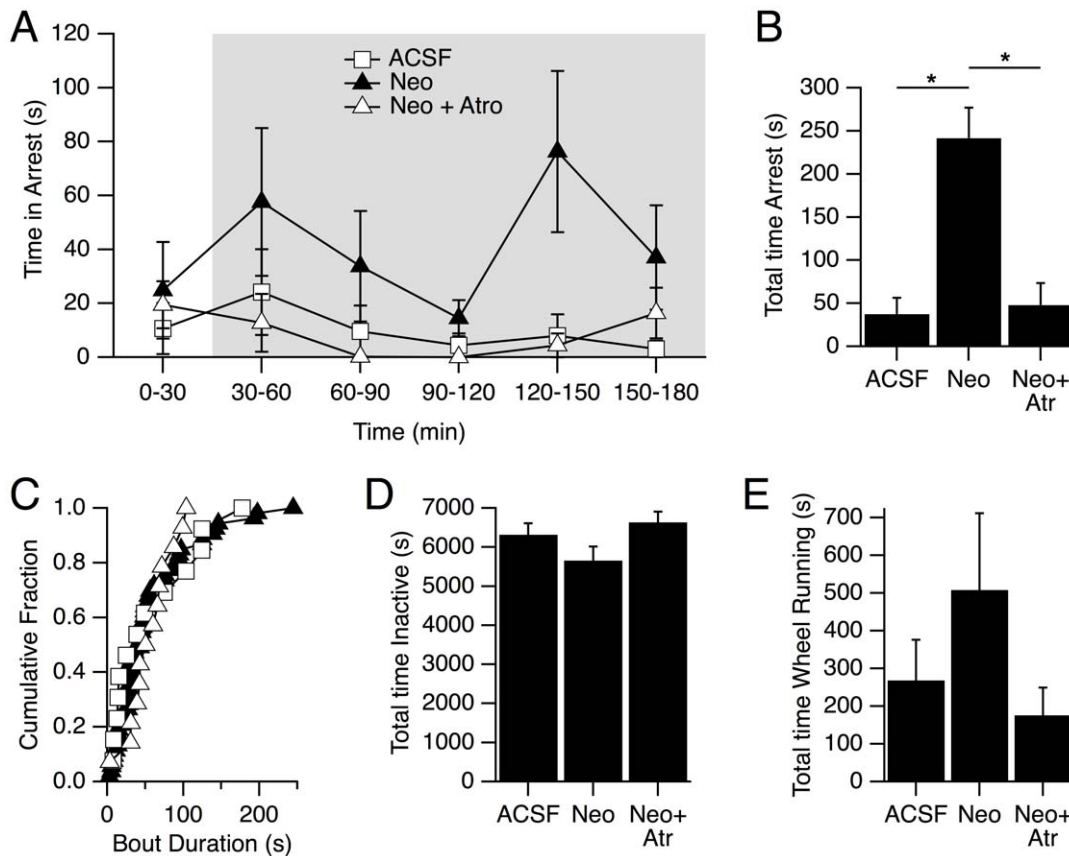 A
Time in Arrest (s)
120
100
80
60
40
20
0
ACSF
Neo
Neo + Atro
0-30
30-60
60-90
90-120
120-150
150-180
Time (min)
B
Total time Arrest (s)
300
250
200
150
100
50
0
*
*
ACSF
Neo
Neo+
Atr
C
Cumulative Fraction
1.0
0.8
0.6
0.4
0.2
0.0
0
100
200
Bout Duration (s)
D
Total time Inactive (s)
7000
6000
5000
4000
3000
2000
1000
0
ACSF
Neo
Neo+
Atr
E
Total time Wheel Running (s)
700
600
500
400
300
200
100
0
ACSF
Neo
Neo+
Atr